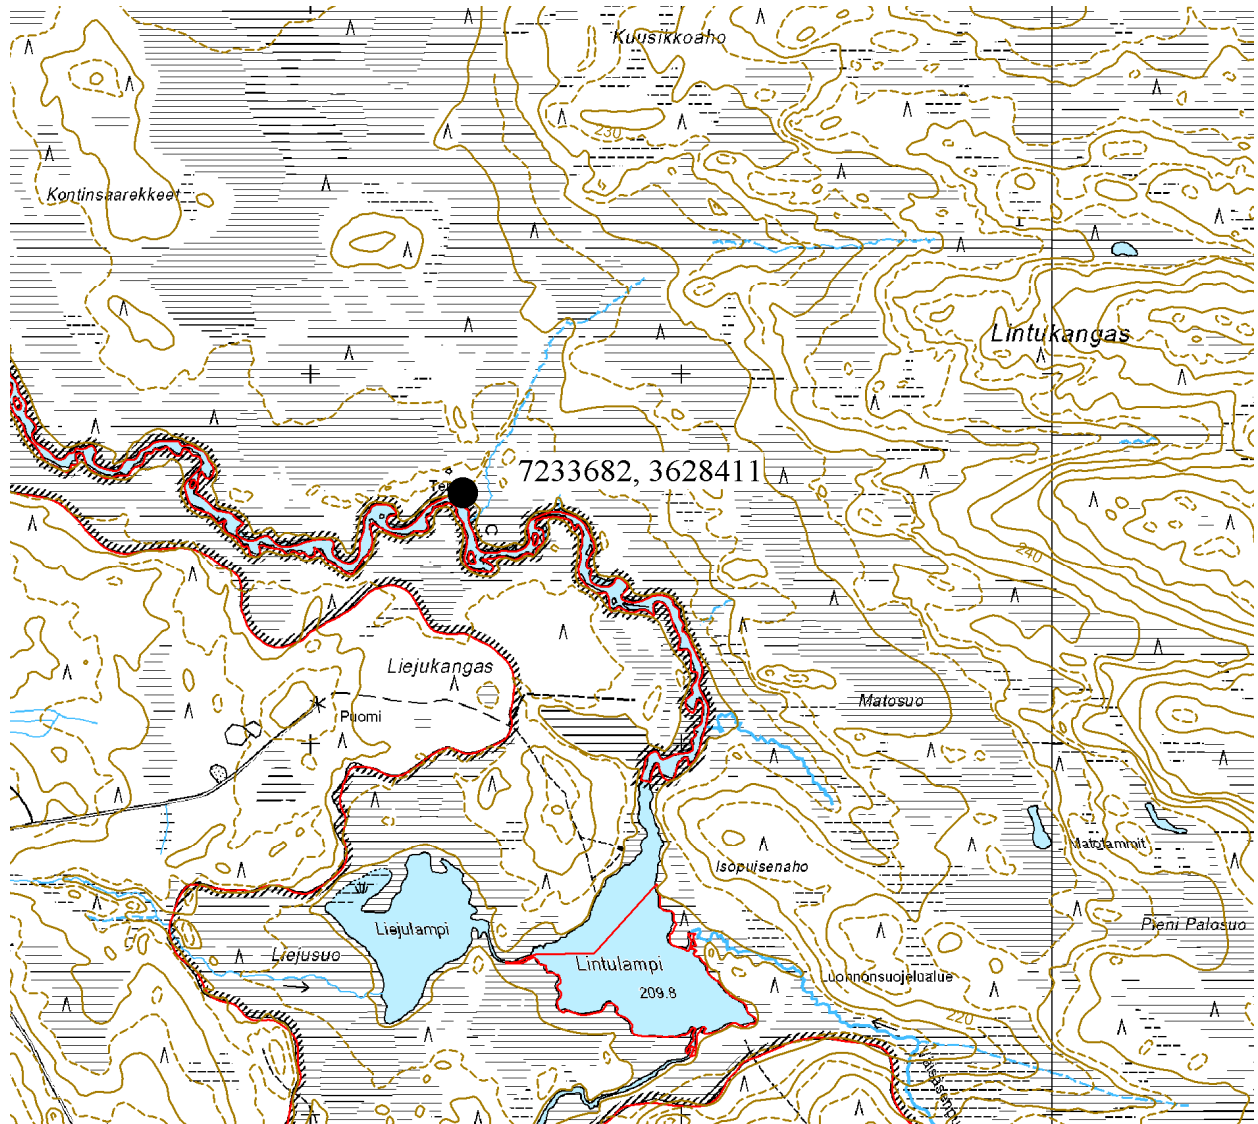 Kuusikkoaho
230
Kontinsaarekkeet
Lintukangas
7233682, 3628411
240
Liejukangas
Matosuo
Puomi
Matolammit
Isopuisenaho
Pieni Palosuo
Liejulampi
Liejusuo
Lintulampi
Luonnonsuojelualue
209.8
220